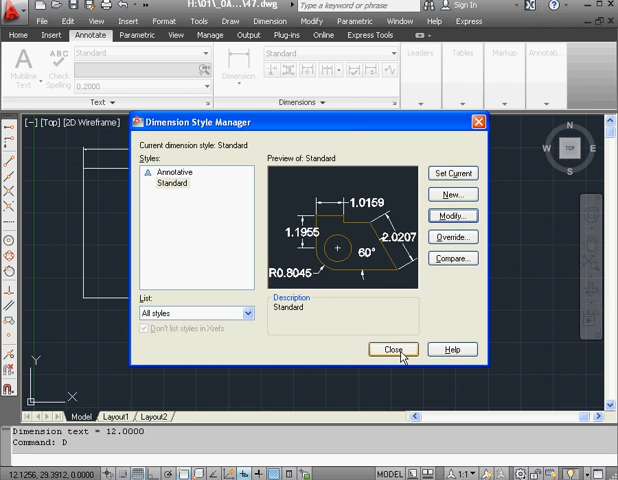 H:\01_0A...\47.dwg
Type a keyword or phrase
Sign In
Edit View Insert Format Tools Draw Dimension Modify Parametric Window Help Express
Home Insert Annotate Parametric View Manage Output Plug-ins Online Express Tools
Multiline Text
Check Spelling
Standard
0.2000
Text
Dimension
Standard
Dimensions
Leaders
Tables
Markup
Annotati..
[−] [Top] [2D Wireframe]
N
W TOP E
S
Dimension Style Manager
Current dimension style: Standard
Styles:
Annotative
Standard
Preview of: Standard
1.0159
1.1955
2.0207
60°
R0.8045
Set Current
New...
Modify...
Override...
Compare...
List:
All styles
Don't list styles in Xrefs
Description
Standard
Close
Help
Y
X
Model Layout1 Layout2
Dimension text = 12.0000
Command: D
12.1256, 29.3912, 0.0000
MODEL
1:1